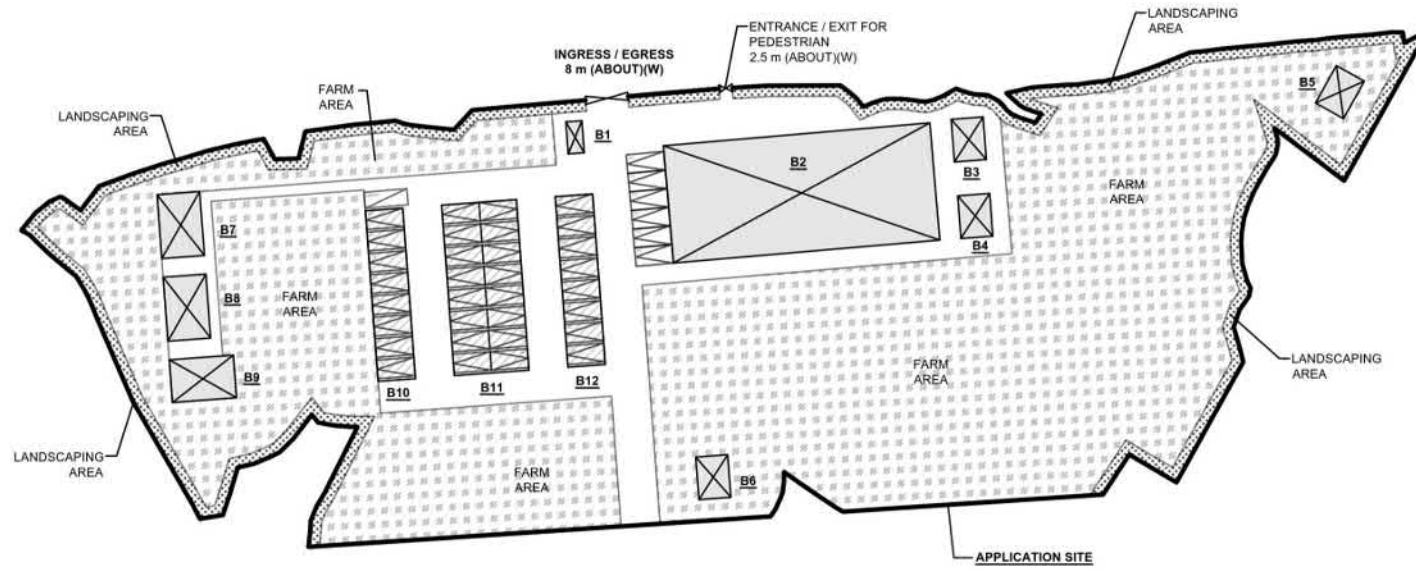 LANDSCAPING
AREA
ENTRANCE / EXIT FOR
PEDESTRIAN
2.5 m (ABOUT)(W)
INGRESS / EGRESS
8 m (ABOUT)(W)
FARM
AREA
LANDSCAPING
AREA
B5
B1
B2
B3
FARM
AREA
B4
B7
B8
FARM
AREA
B9
B10
B11
B12
LANDSCAPING
AREA
FARM
AREA
LANDSCAPING
AREA
FARM
AREA
B6
APPLICATION SITE